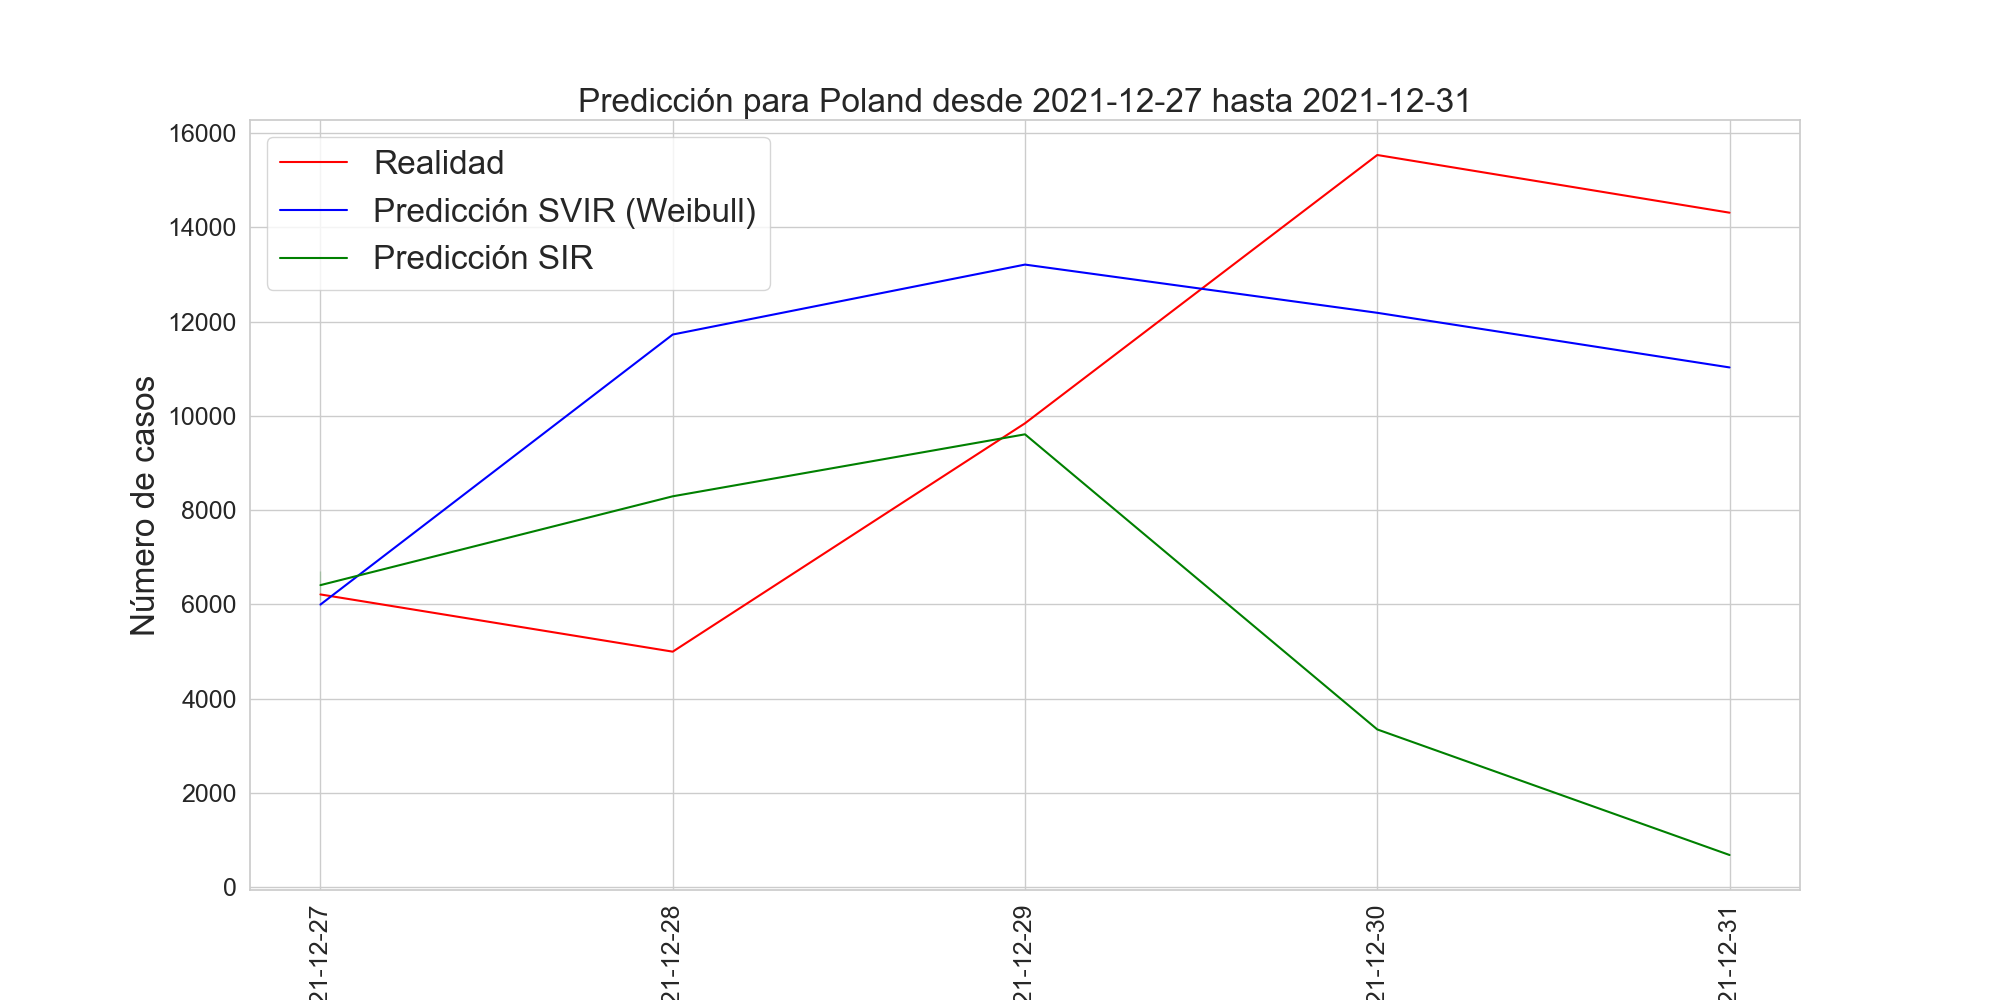 Predicción para Poland desde 2021-12-27 hasta 2021-12-31
Realidad
Predicción SVIR (Weibull)
Predicción SIR
Número de casos
16000
14000
12000
10000
8000
6000
4000
2000
0
21-12-27
21-12-28
21-12-29
21-12-30
21-12-31